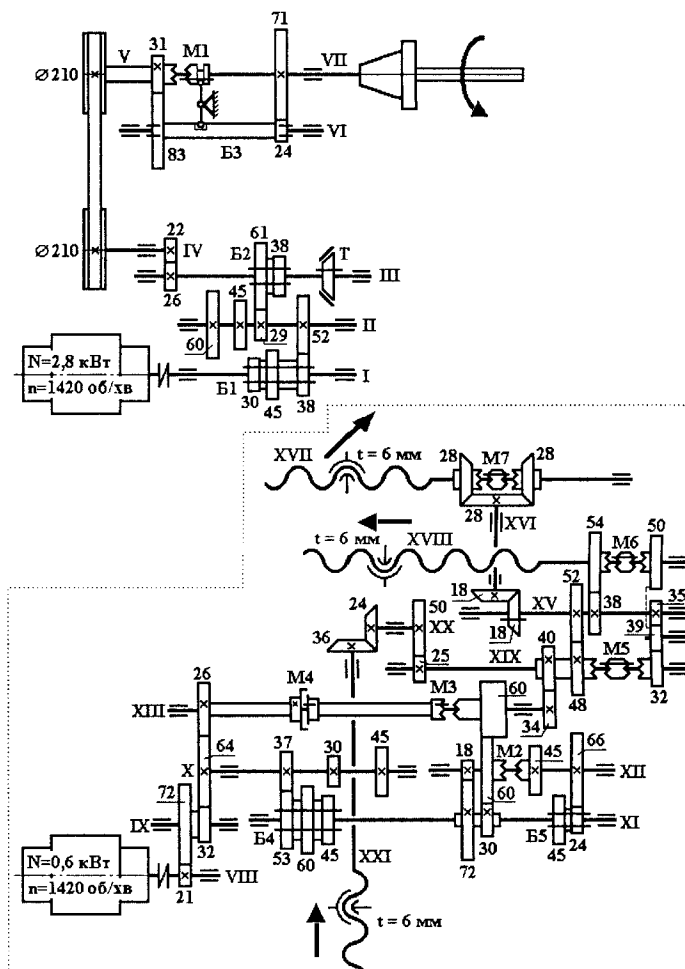 71
31
V
M1
VII
Ø 210
VI
83
Б3
24
22
61
Ø 210
IV
Б2
38
T
III
26
45
II
60
29
52
N=2,8 кВт
n=1420 об/хв
I
Б1
30
45
38
XVII
t = 6 мм
28
M7
28
28
XVI
54
50
t = 6 мм
XVIII
M6
52
18
35
24
50
XV
38
36
XX
18
39
40
25
XIX
M5
26
M4
M3
60
32
XIII
48
34
64
37
30
45
18
M2
45
66
X
XII
72
60
IX
XI
Б4
Б5
32
53
60
45
30
45
24
N=0,6 кВт
n=1420 об/хв
VIII
XXI
72
21
t = 6 мм